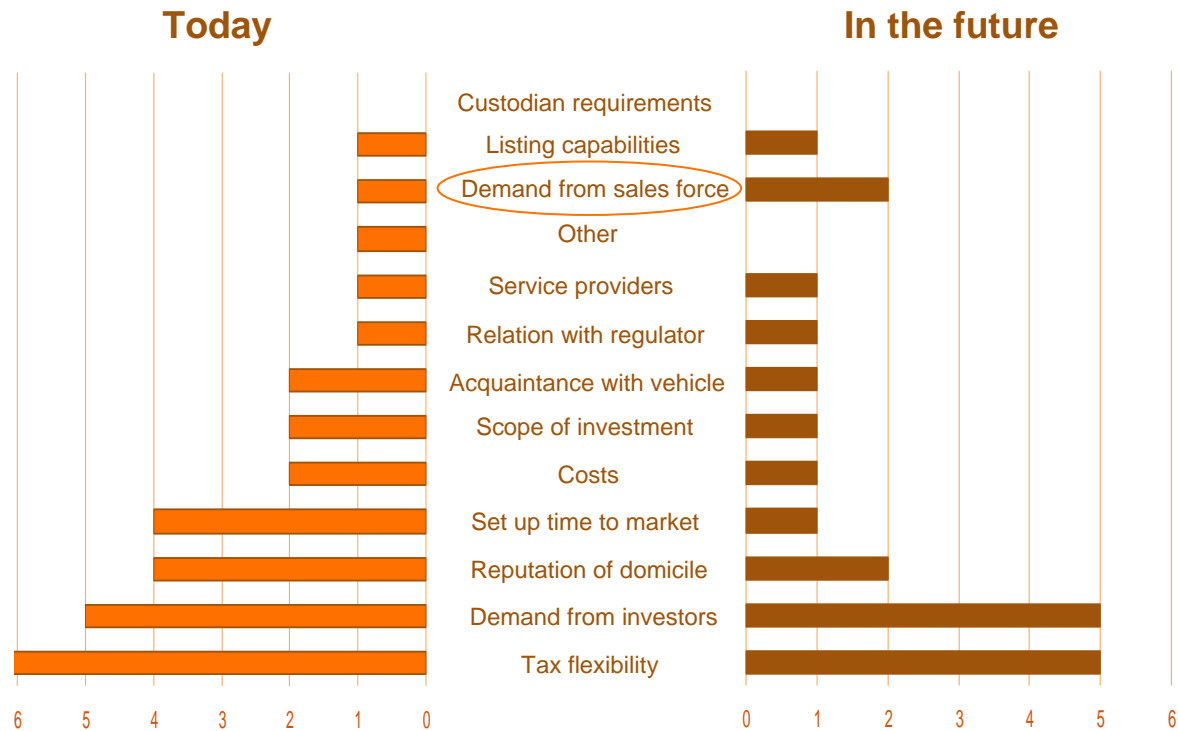 Today
In the future
Custodian requirements
Listing capabilities
Demand from sales force
Other
Service providers
Relation with regulator
Acquaintance with vehicle
Scope of investment
Costs
Set up time to market
Reputation of domicile
Demand from investors
Tax flexibility
6 5 4 3 2 1 0
0 1 2 3 4 5 6